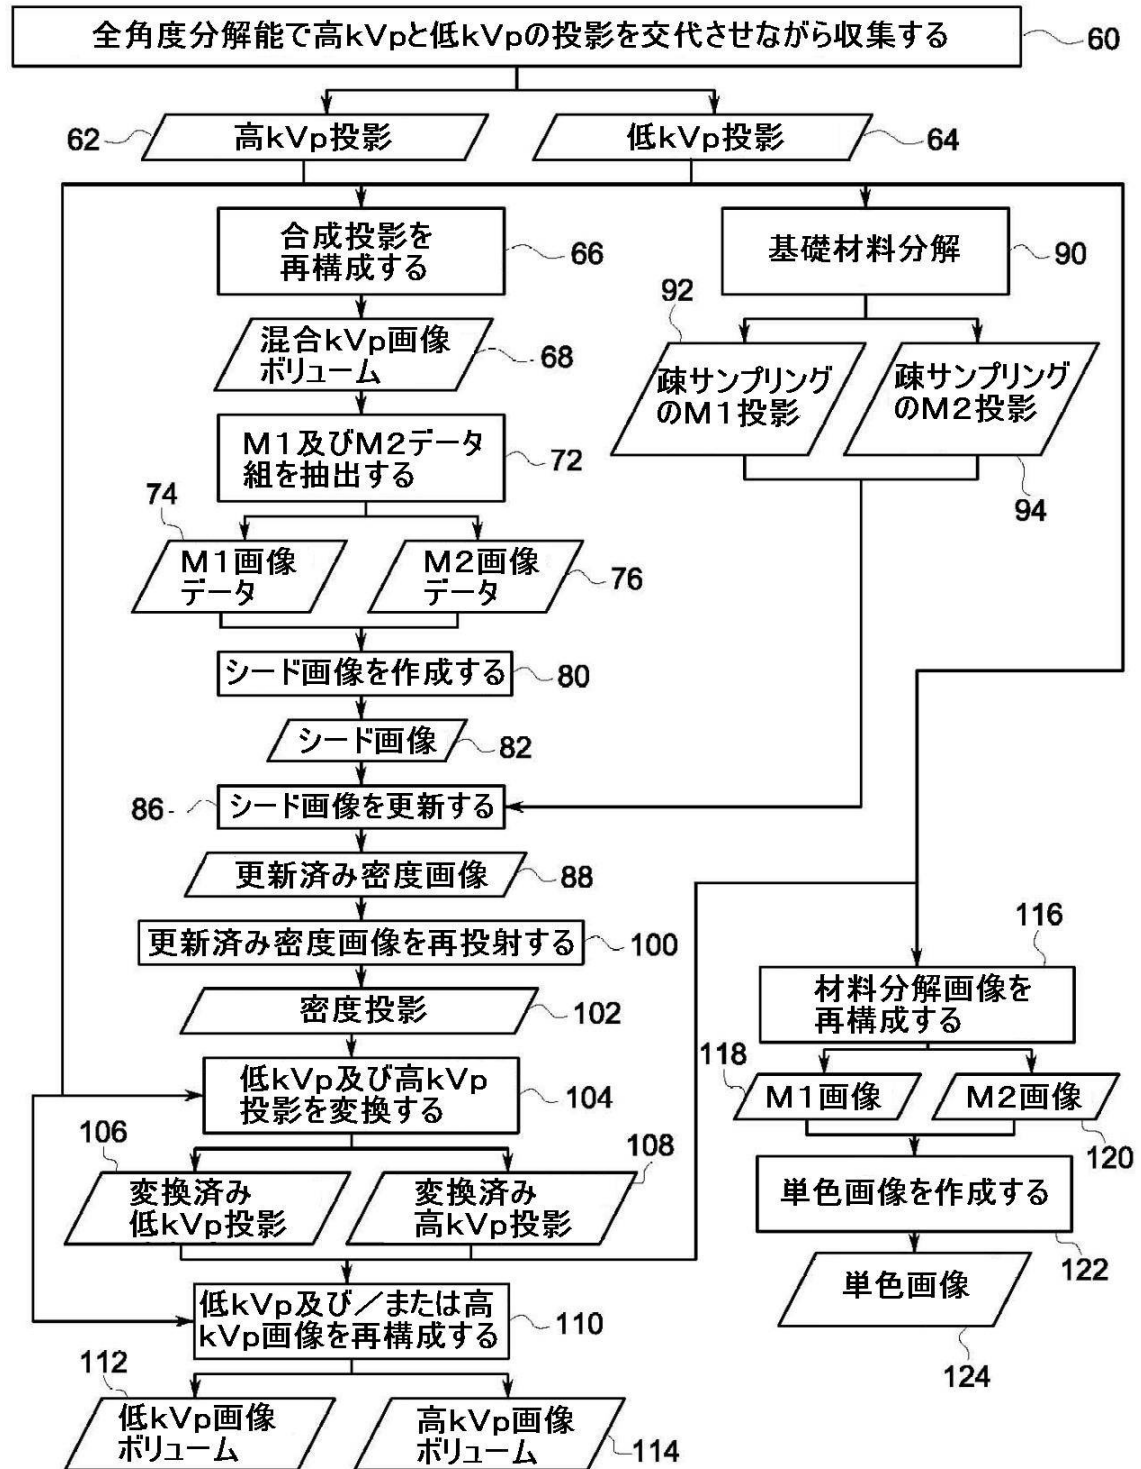 全角度分解能で高kVpと低kVpの投影を交代させながら収集する
60
62
高kVp投影
低kVp投影
64
合成投影を
再構成する
66
基礎材料分解
90
混合kVp画像
ボリューム
68
92
疎サンプリング
のM1投影
疎サンプリング
のM2投影
94
M1及びM2データ
組を抽出する
72
74
M1画像
データ
M2画像
データ
76
シード画像を作成する
80
シード画像
82
86
シード画像を更新する
更新済み密度画像
88
更新済み密度画像を再投射する
100
密度投影
102
低kVp及び高kVp
投影を変換する
104
106
変換済み
低kVp投影
108
変換済み
高kVp投影
低kVp及び／または高
kVp画像を再構成する
110
112
低kVp画像
ボリューム
高kVp画像
ボリューム
114
116
材料分解画像を
再構成する
118
M1画像
M2画像
120
単色画像を作成する
122
単色画像
124